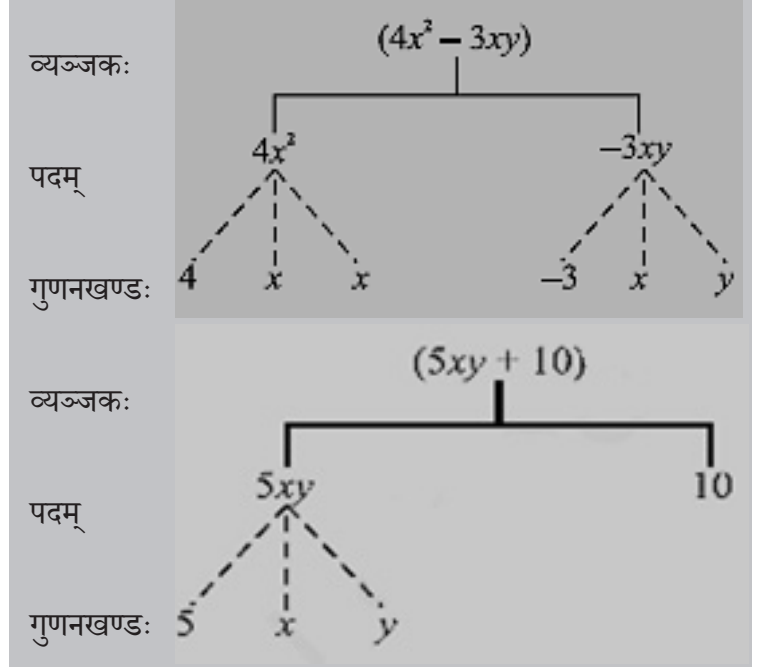 (4x² – 3xy)
व्यञ्जकः
4x² –3xy
पदम्
4 x x –3 x y
गुणनखण्डः
(5xy + 10)
व्यञ्जकः
5xy 10
पदम्
5 x y
गुणनखण्डः